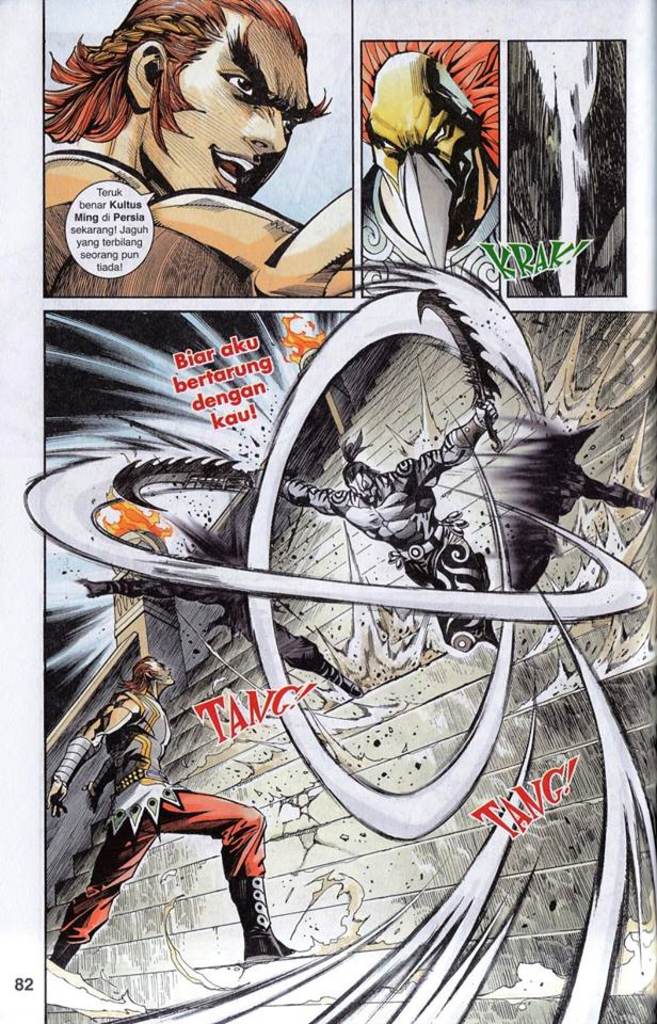 Teruk
benar Kultus
Ming di Persia
sekarang! Jaguh
yang terbilang
seorang pun
tiada!
KRAK!
Biar aku
bertarung
dengan
kau!
TANG!
TANG!
82